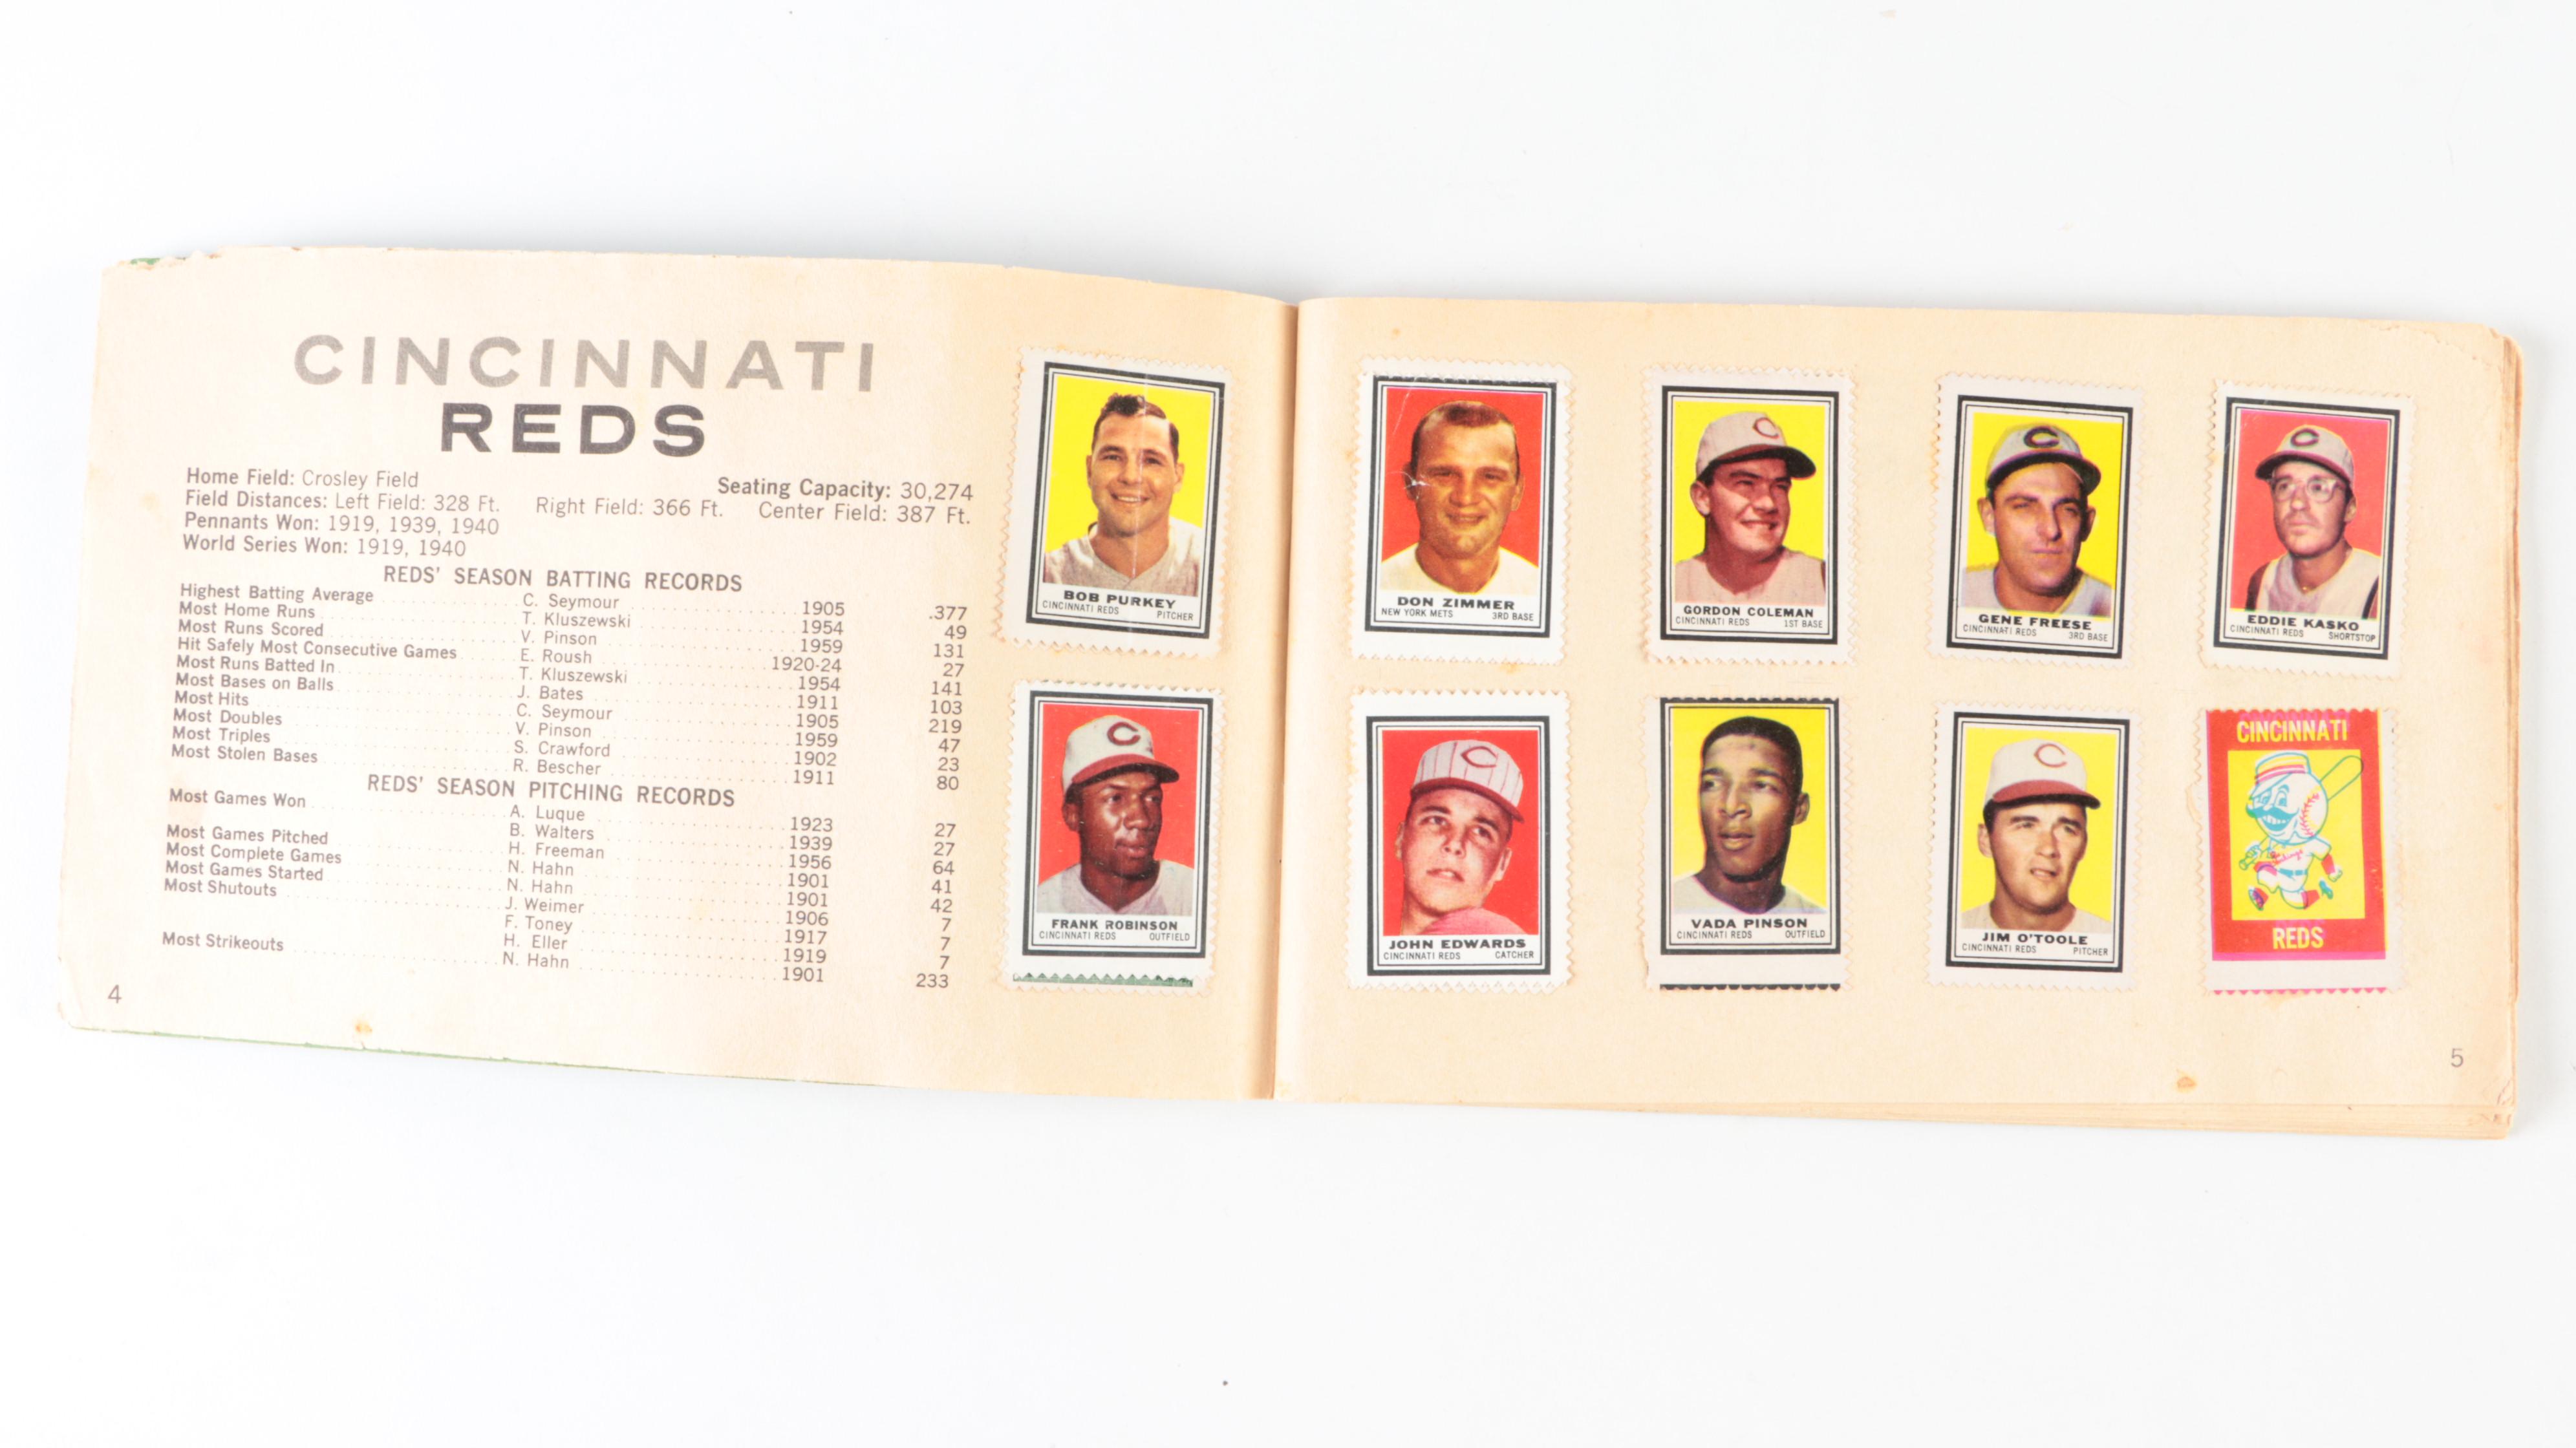 CINCINNATI
REDS
Home Field: Crosley Field Seating Capacity: 30,274
Field Distances: Left Field: 328 Ft. Right Field: 366 Ft. Center Field: 387 Ft.
Pennants Won: 1919, 1939, 1940
World Series Won: 1919, 1940
REDS' SEASON BATTING RECORDS
Highest Batting Average C. Seymour 1905 .377
Most Home Runs T. Kluszewski 1954 49
Most Runs Scored V. Pinson 1959 131
Hit Safely Most Consecutive Games E. Roush 1920-24 27
Most Runs Batted In T. Kluszewski 1954 141
Most Bases on Balls J. Bates 1911 103
Most Hits C. Seymour 1905 219
Most Doubles V. Pinson 1959 47
Most Triples S. Crawford 1902 23
Most Stolen Bases R. Bescher 1911 80
REDS' SEASON PITCHING RECORDS
Most Games Won A. Luque 1923 27
B. Walters 1939 27
Most Games Pitched H. Freeman 1956 64
Most Complete Games N. Hahn 1901 41
Most Games Started N. Hahn 1901 42
Most Shutouts J. Weimer 1906 7
F. Toney 1917 7
H. Eller 1919 7
Most Strikeouts N. Hahn 1901 233
4
BOB PURKEY
CINCINNATI REDS PITCHER
FRANK ROBINSON
CINCINNATI REDS OUTFIELD
DON ZIMMER
NEW YORK METS 3RD BASE
GORDON COLEMAN
CINCINNATI REDS 1ST BASE
GENE FREESE
CINCINNATI REDS 3RD BASE
EDDIE KASKO
CINCINNATI REDS SHORTSTOP
JOHN EDWARDS
CINCINNATI REDS CATCHER
VADA PINSON
CINCINNATI REDS OUTFIELD
JIM O'TOOLE
CINCINNATI REDS PITCHER
CINCINNATI
REDS
5